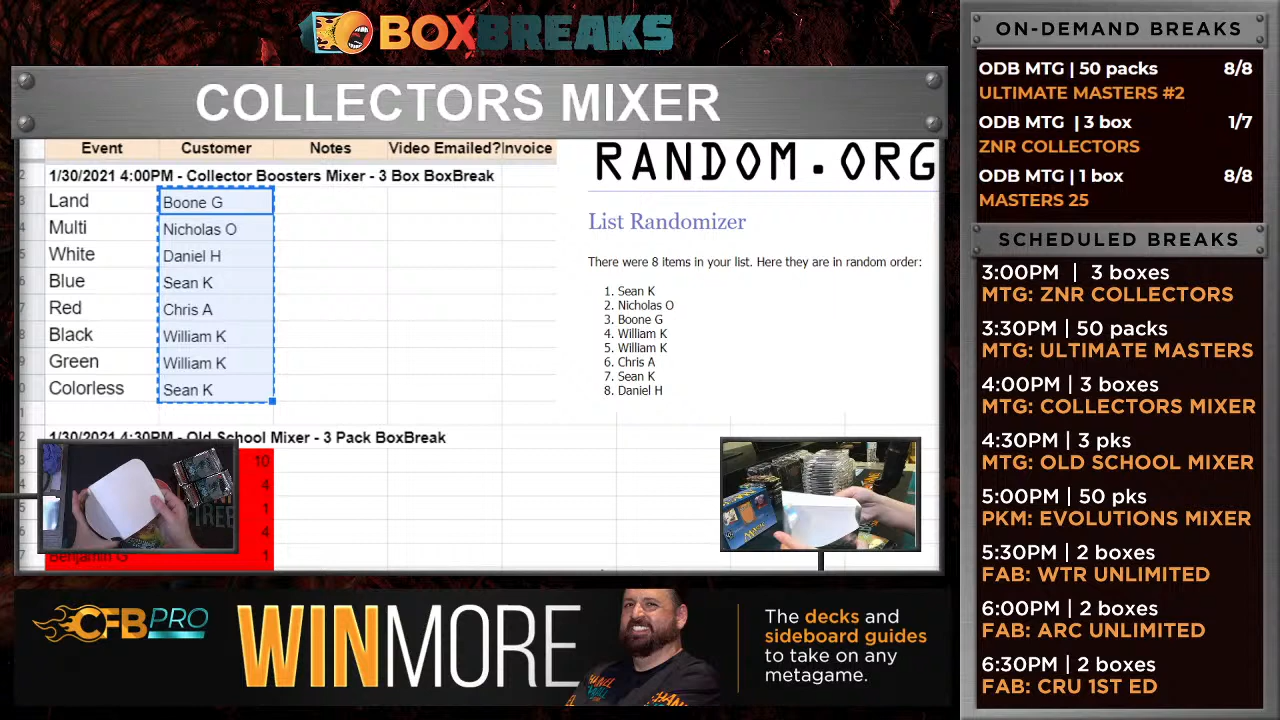 BOXBREAKS
COLLECTORS MIXER
Event Customer Notes Video Emailed? Invoice
1/30/2021 4:00PM - Collector Boosters Mixer - 3 Box BoxBreak
Land Boone G
Multi Nicholas O
White Daniel H
Blue Sean K
Red Chris A
Black William K
Green William K
Colorless Sean K
1/30/2021 4:30PM - Old School Mixer - 3 Pack BoxBreak
10
4
1
4
Benjamin G 1
RANDOM.ORG
List Randomizer
There were 8 items in your list. Here they are in random order:
1. Sean K
2. Nicholas O
3. Boone G
4. William K
5. William K
6. Chris A
7. Sean K
8. Daniel H
CFB PRO
WINMORE
The decks and
sideboard guides
to take on any
metagame.
ON-DEMAND BREAKS
ODB MTG | 50 packs 8/8
ULTIMATE MASTERS #2
ODB MTG | 3 box 1/7
ZNR COLLECTORS
ODB MTG | 1 box 8/8
MASTERS 25
SCHEDULED BREAKS
3:00PM | 3 boxes
MTG: ZNR COLLECTORS
3:30PM | 50 packs
MTG: ULTIMATE MASTERS
4:00PM | 3 boxes
MTG: COLLECTORS MIXER
4:30PM | 3 pks
MTG: OLD SCHOOL MIXER
5:00PM | 50 pks
PKM: EVOLUTIONS MIXER
5:30PM | 2 boxes
FAB: WTR UNLIMITED
6:00PM | 2 boxes
FAB: ARC UNLIMITED
6:30PM | 2 boxes
FAB: CRU 1ST ED